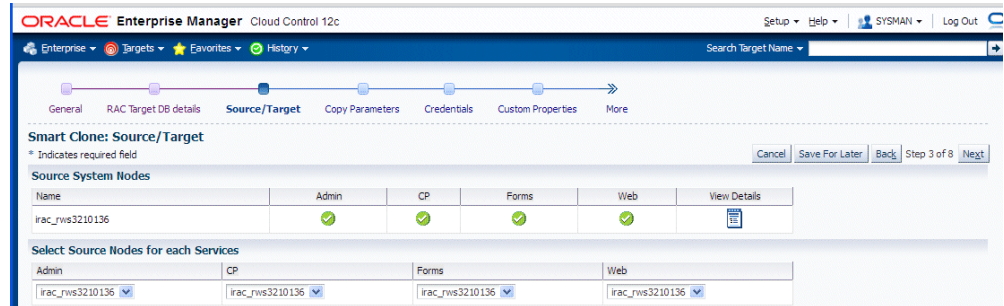 ORACLE Enterprise Manager Cloud Control 12c Setup Help SYSMAN Log Out
Enterprise Targets Favorites History Search Target Name
General RAC Target DB details Source/Target Copy Parameters Credentials Custom Properties More
Smart Clone: Source/Target
* Indicates required field Cancel Save For Later Back Step 3 of 8 Next
Source System Nodes
Name Admin CP Forms Web View Details
irac_rws3210136
Select Source Nodes for each Services
Admin CP Forms Web
irac_rws3210136 irac_rws3210136 irac_rws3210136 irac_rws3210136